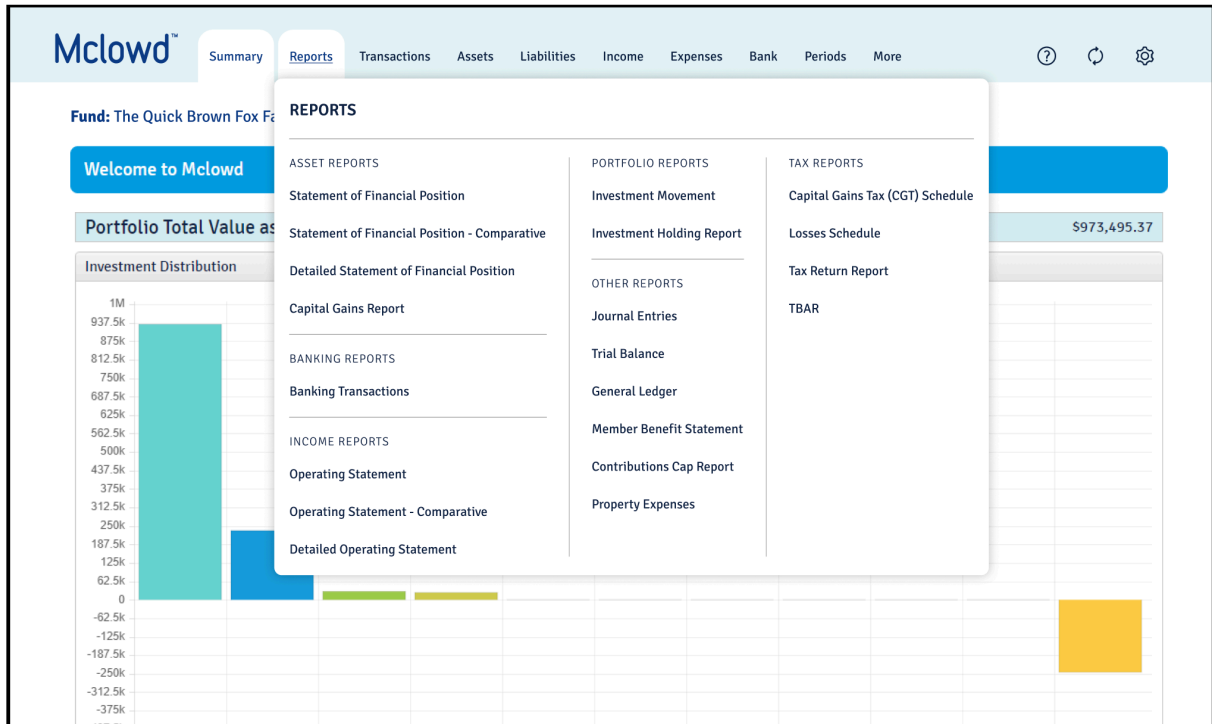 Mclowd™
Summary
Reports
Transactions
Assets
Liabilities
Income
Expenses
Bank
Periods
More
Fund: The Quick Brown Fox
REPORTS
Welcome to Mclowd
Portfolio Total Value as
$973,495.37
Investment Distribution
ASSET REPORTS
Statement of Financial Position
Statement of Financial Position - Comparative
Detailed Statement of Financial Position
Capital Gains Report
BANKING REPORTS
Banking Transactions
INCOME REPORTS
Operating Statement
Operating Statement - Comparative
Detailed Operating Statement
PORTFOLIO REPORTS
Investment Movement
Investment Holding Report
OTHER REPORTS
Journal Entries
Trial Balance
General Ledger
Member Benefit Statement
Contributions Cap Report
Property Expenses
TAX REPORTS
Capital Gains Tax (CGT) Schedule
Losses Schedule
Tax Return Report
TBAR
1M
937.5k
875k
812.5k
750k
687.5k
625k
562.5k
500k
437.5k
375k
312.5k
250k
187.5k
125k
62.5k
0
-62.5k
-125k
-187.5k
-250k
-312.5k
-375k